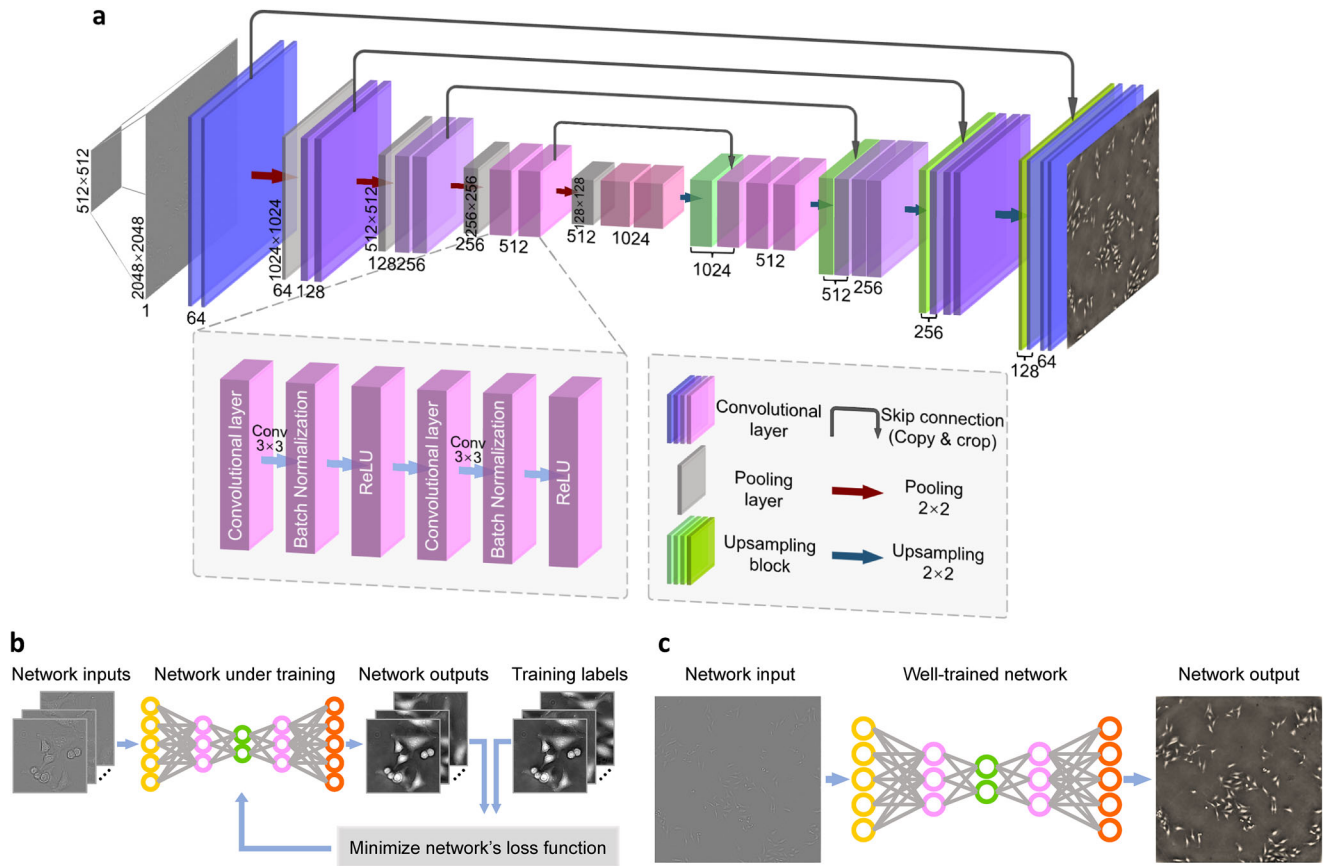 a
512×512
2048×2048
1
64
1024×1024
64
128
512×512
128
256
256×256
256
512
128×128
512
1024
1024
512
512
256
256
128
64
Convolutional layer
Conv
3×3
Batch Normalization
ReLU
Convolutional layer
Conv
3×3
Batch Normalization
ReLU
Convolutional
layer
Skip connection
(Copy & crop)
Pooling
layer
Pooling
2×2
Upsampling
block
Upsampling
2×2
b
Network inputs
Network under training
Network outputs
Training labels
Minimize network's loss function
c
Network input
Well-trained network
Network output